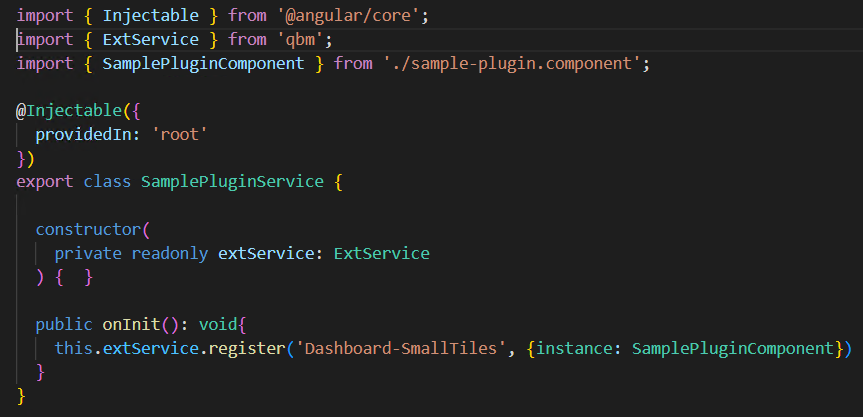 import { Injectable } from '@angular/core';
import { ExtService } from 'qbm';
import { SamplePluginComponent } from './sample-plugin.component';

@Injectable({
  providedIn: 'root'
})
export class SamplePluginService {

  constructor(
    private readonly extService: ExtService
  ) {  }

  public onInit(): void{
    this.extService.register('Dashboard-SmallTiles', {instance: SamplePluginComponent})
  }
}